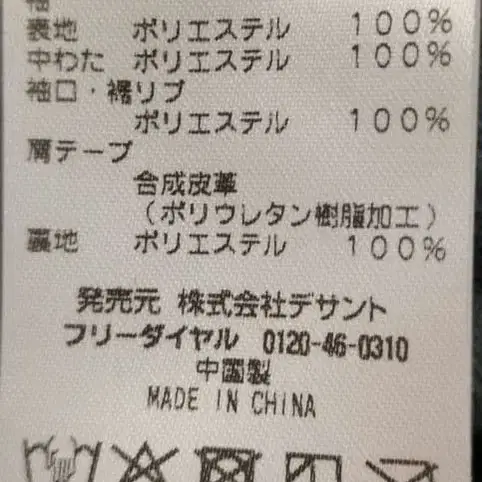 袖
表地 ポリエステル 100%
中わた ポリエステル 100%
袖口・裾リブ
ポリエステル 100%
肩テープ
合成皮革
(ポリウレタン樹脂加工)
裏地 ポリエステル 100%
発売元 株式会社デサント
フリーダイヤル 0120-46-0310
中国製
MADE IN CHINA